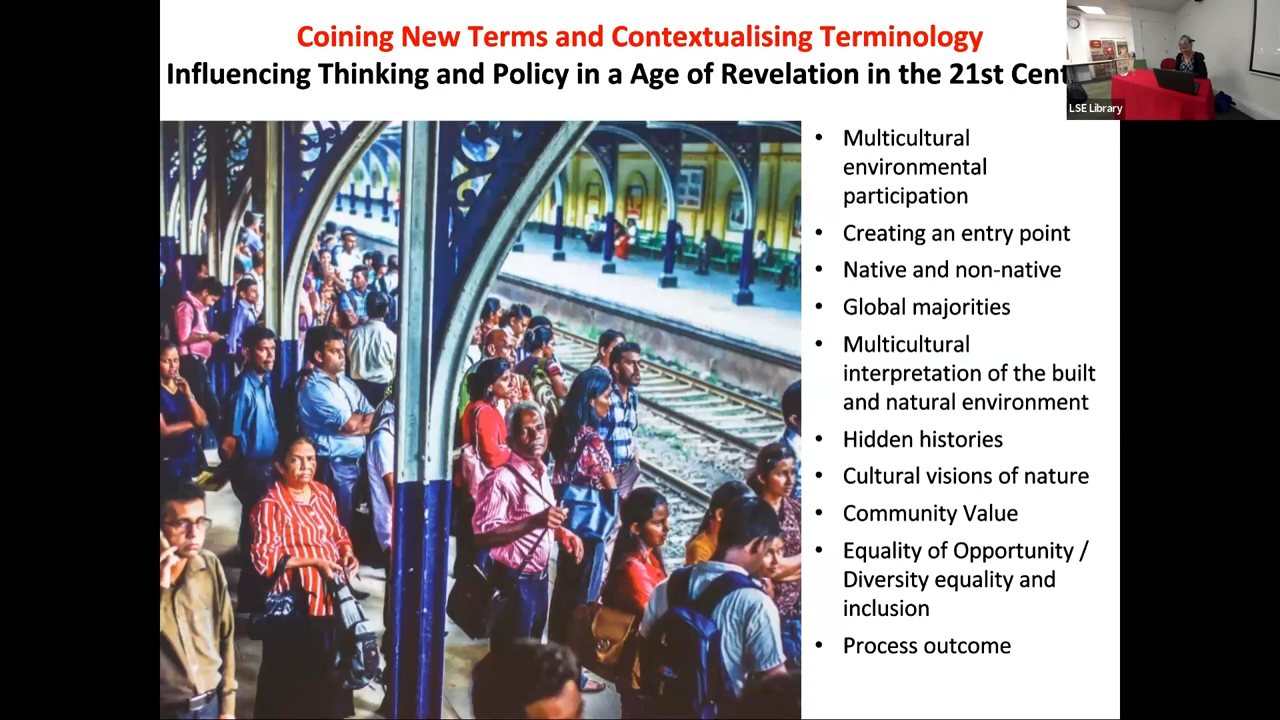 Coining New Terms and Contextualising Terminology
Influencing Thinking and Policy in a Age of Revelation in the 21st Cent
LSE Library
• Multicultural
environmental
participation
• Creating an entry point
• Native and non-native
• Global majorities
• Multicultural
interpretation of the built
and natural environment
• Hidden histories
• Cultural visions of nature
• Community Value
• Equality of Opportunity /
Diversity equality and
inclusion
• Process outcome